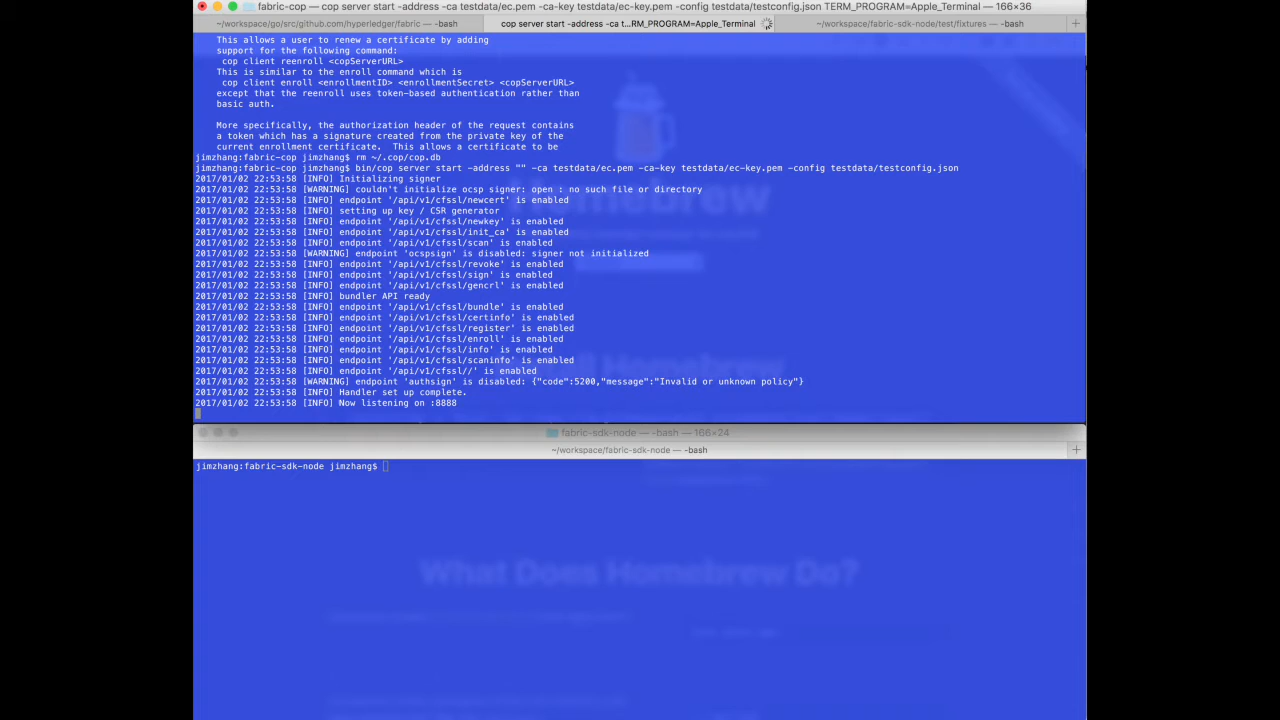 fabric-cop — cop server start -address -ca testdata/ec.pem -ca-key testdata/ec-key.pem -config testdata/testconfig.json TERM_PROGRAM=Apple_Terminal — 166×36
~/workspace/go/src/github.com/hyperledger/fabric — -bash
cop server start -address -ca t...RM_PROGRAM=Apple_Terminal
~/workspace/fabric-sdk-node/test/fixtures — -bash
This allows a user to renew a certificate by adding
support for the following command:
cop client reenroll <copServerURL>
This is similar to the enroll command which is
cop client enroll <enrollmentID> <enrollmentSecret> <copServerURL>
except that the reenroll uses token-based authentication rather than
basic auth.
More specifically, the authorization header of the request contains
a token which has a signature created from the private key of the
current enrollment certificate.  This allows a certificate to be
jimzhang:fabric-cop jimzhang$ rm ~/.cop/cop.db
jimzhang:fabric-cop jimzhang$ bin/cop server start -address "" -ca testdata/ec.pem -ca-key testdata/ec-key.pem -config testdata/testconfig.json
2017/01/02 22:53:58 [INFO] Initializing signer
2017/01/02 22:53:58 [WARNING] couldn't initialize ocsp signer: open : no such file or directory
2017/01/02 22:53:58 [INFO] endpoint '/api/v1/cfssl/newcert' is enabled
2017/01/02 22:53:58 [INFO] setting up key / CSR generator
2017/01/02 22:53:58 [INFO] endpoint '/api/v1/cfssl/newkey' is enabled
2017/01/02 22:53:58 [INFO] endpoint '/api/v1/cfssl/init_ca' is enabled
2017/01/02 22:53:58 [INFO] endpoint '/api/v1/cfssl/scan' is enabled
2017/01/02 22:53:58 [WARNING] endpoint 'ocspsign' is disabled: signer not initialized
2017/01/02 22:53:58 [INFO] endpoint '/api/v1/cfssl/revoke' is enabled
2017/01/02 22:53:58 [INFO] endpoint '/api/v1/cfssl/sign' is enabled
2017/01/02 22:53:58 [INFO] endpoint '/api/v1/cfssl/gencrl' is enabled
2017/01/02 22:53:58 [INFO] bundler API ready
2017/01/02 22:53:58 [INFO] endpoint '/api/v1/cfssl/bundle' is enabled
2017/01/02 22:53:58 [INFO] endpoint '/api/v1/cfssl/certinfo' is enabled
2017/01/02 22:53:58 [INFO] endpoint '/api/v1/cfssl/register' is enabled
2017/01/02 22:53:58 [INFO] endpoint '/api/v1/cfssl/enroll' is enabled
2017/01/02 22:53:58 [INFO] endpoint '/api/v1/cfssl/info' is enabled
2017/01/02 22:53:58 [INFO] endpoint '/api/v1/cfssl/scaninfo' is enabled
2017/01/02 22:53:58 [INFO] endpoint '/api/v1/cfssl//' is enabled
2017/01/02 22:53:58 [WARNING] endpoint 'authsign' is disabled: {"code":5200,"message":"Invalid or unknown policy"}
2017/01/02 22:53:58 [INFO] Handler set up complete.
2017/01/02 22:53:58 [INFO] Now listening on :8888
Homebrew
fabric-sdk-node — -bash — 166×24
~/workspace/fabric-sdk-node — -bash
jimzhang:fabric-sdk-node jimzhang$
What Does Homebrew Do?